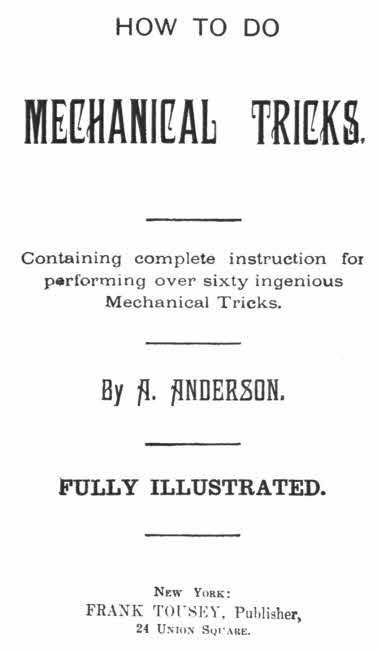 HOW TO DO
MECHANICAL TRICKS.
Containing complete instruction for
performing over sixty ingenious
Mechanical Tricks.
By A. ANDERSON.
FULLY ILLUSTRATED.
NEW YORK:
FRANK TOUSEY, Publisher,
24 UNION SQUARE.